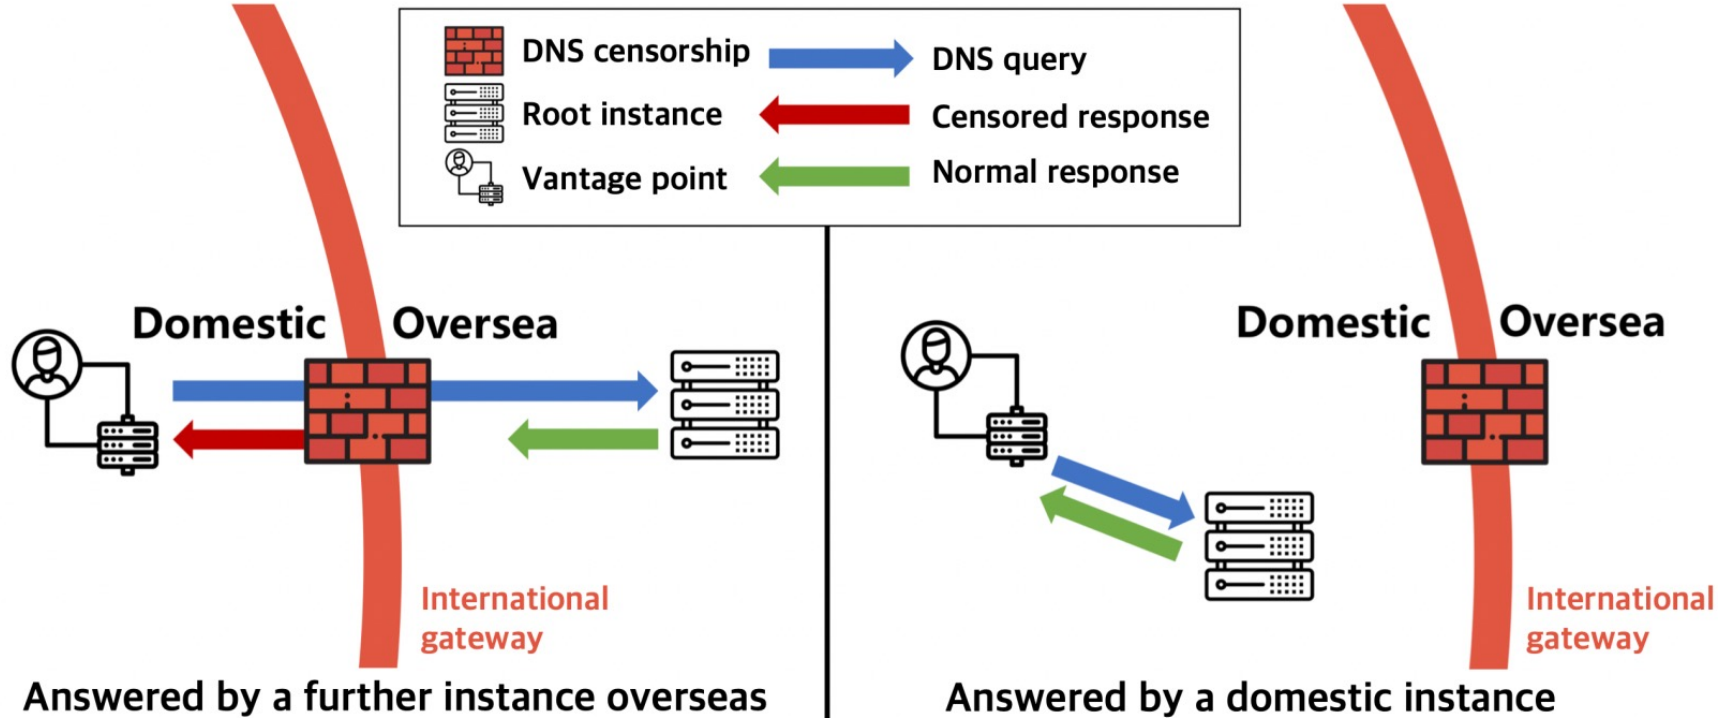 DNS censorship
DNS query
Root instance
Censored response
Vantage point
Normal response
Domestic
Oversea
International
gateway
Answered by a further instance overseas
Domestic
Oversea
International
gateway
Answered by a domestic instance